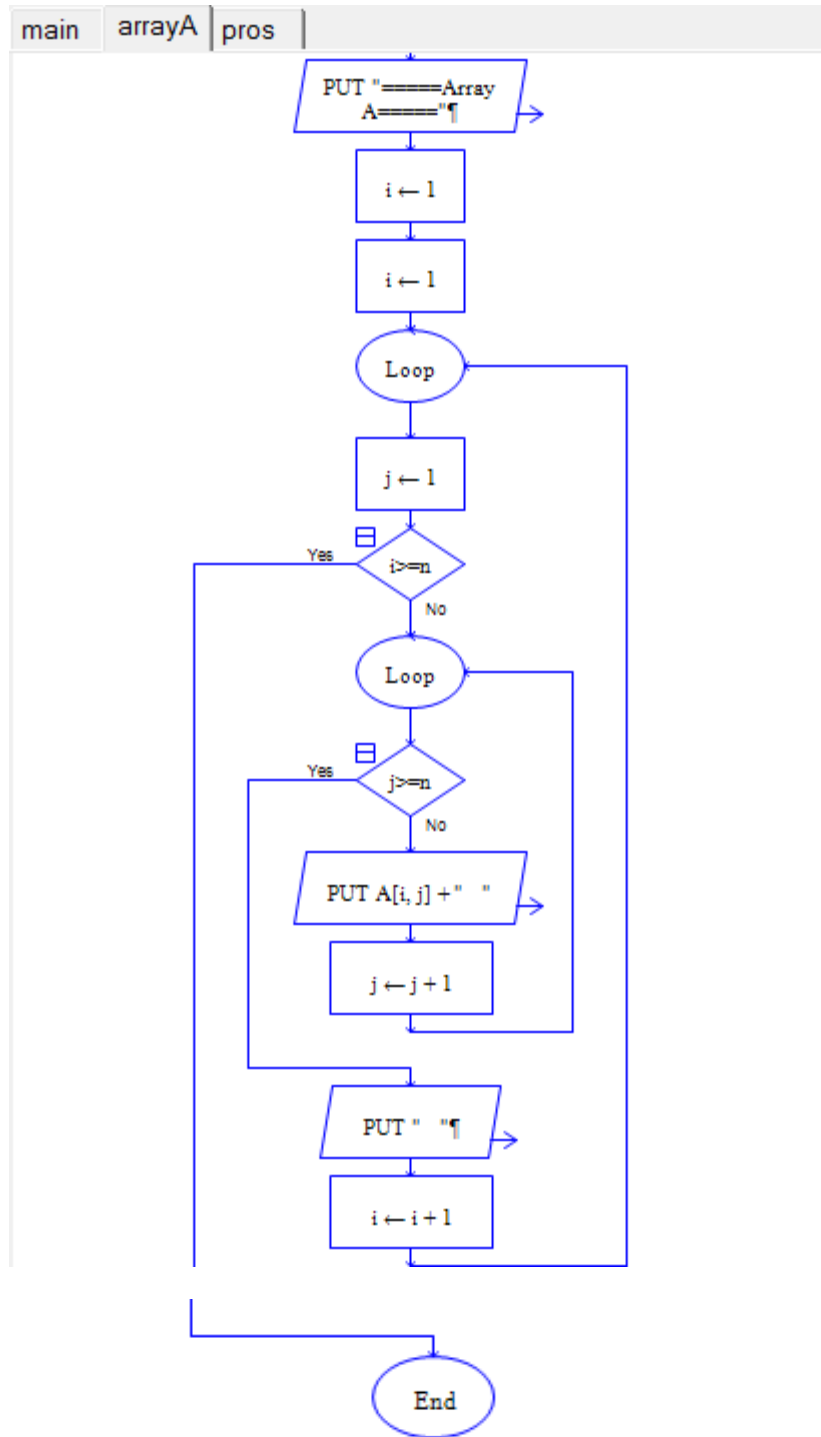 main arrayA pros
PUT "=====Array
A====="¶
i ← 1
i ← 1
Loop
j ← 1
Yes
i>=n
No
Loop
Yes
j>=n
No
PUT A[i, j] + "   "
j ← j + 1
PUT "   "¶
i ← i + 1
End